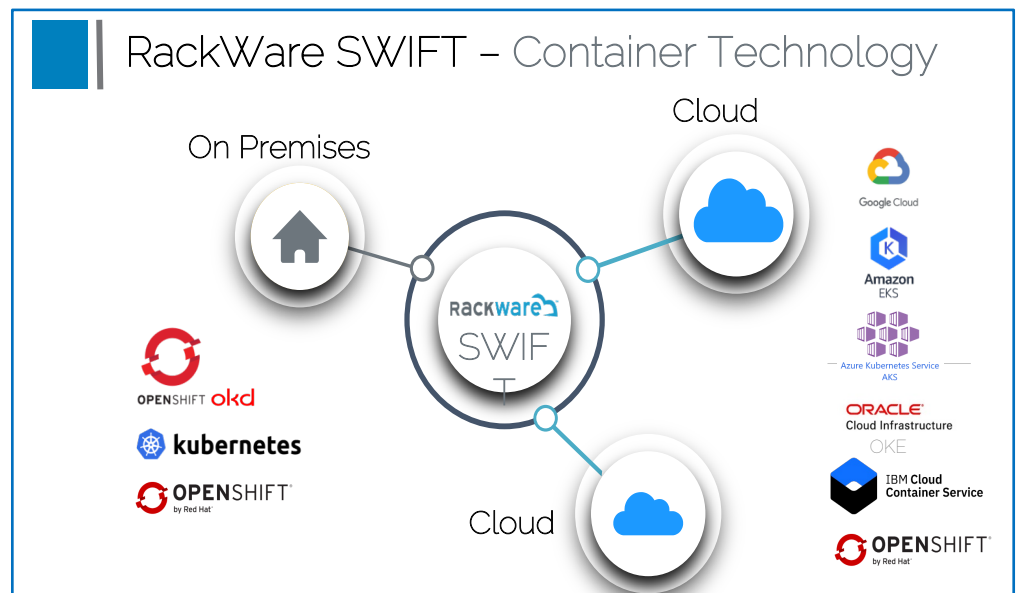 RackWare SWIFT – Container Technology
On Premises
Cloud
RackWare
SWIF
T
Cloud
OPENSHIFT okd
kubernetes
OPENSHIFT
by Red Hat
Google Cloud
K
Amazon
EKS
Azure Kubernetes Service
AKS
ORACLE
Cloud Infrastructure
OKE
IBM Cloud
Container Service
OPENSHIFT
by Red Hat